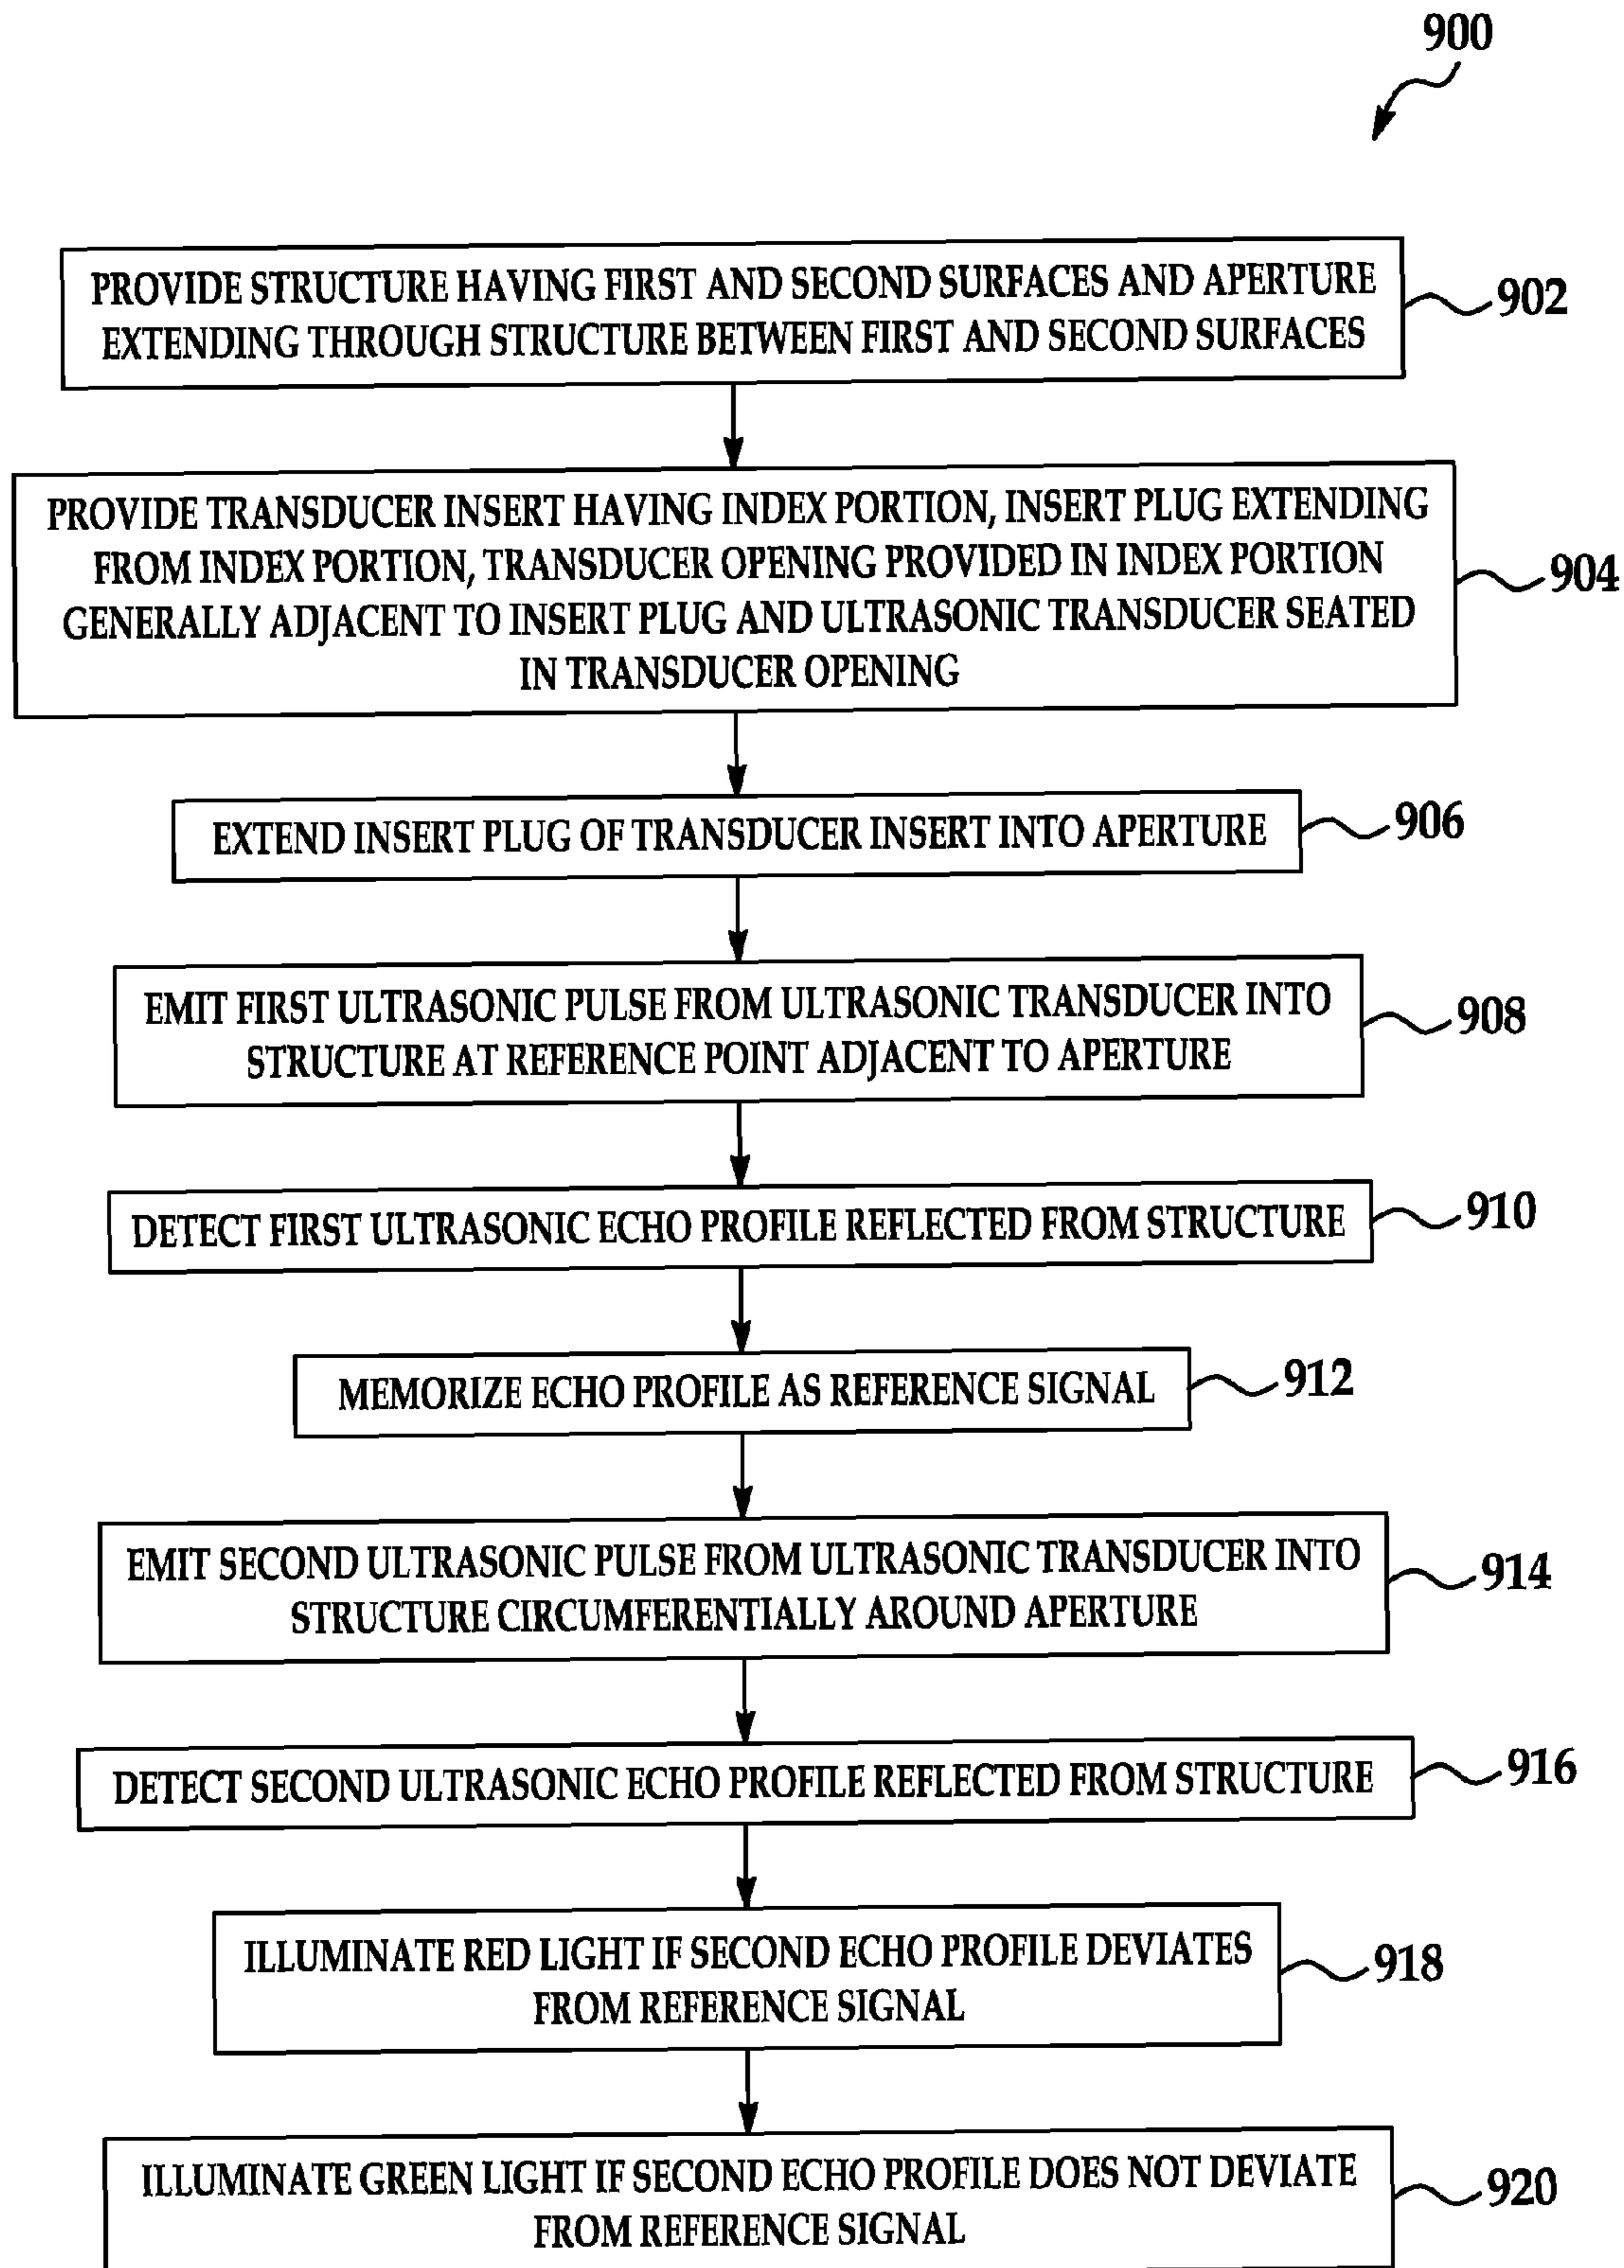 900
PROVIDE STRUCTURE HAVING FIRST AND SECOND SURFACES AND APERTURE
EXTENDING THROUGH STRUCTURE BETWEEN FIRST AND SECOND SURFACES
902
PROVIDE TRANSDUCER INSERT HAVING INDEX PORTION, INSERT PLUG EXTENDING
FROM INDEX PORTION, TRANSDUCER OPENING PROVIDED IN INDEX PORTION
GENERALLY ADJACENT TO INSERT PLUG AND ULTRASONIC TRANSDUCER SEATED
IN TRANSDUCER OPENING
904
EXTEND INSERT PLUG OF TRANSDUCER INSERT INTO APERTURE
906
EMIT FIRST ULTRASONIC PULSE FROM ULTRASONIC TRANSDUCER INTO
STRUCTURE AT REFERENCE POINT ADJACENT TO APERTURE
908
DETECT FIRST ULTRASONIC ECHO PROFILE REFLECTED FROM STRUCTURE
910
MEMORIZE ECHO PROFILE AS REFERENCE SIGNAL
912
EMIT SECOND ULTRASONIC PULSE FROM ULTRASONIC TRANSDUCER INTO
STRUCTURE CIRCUMFERENTIALLY AROUND APERTURE
914
DETECT SECOND ULTRASONIC ECHO PROFILE REFLECTED FROM STRUCTURE
916
ILLUMINATE RED LIGHT IF SECOND ECHO PROFILE DEVIATES
FROM REFERENCE SIGNAL
918
ILLUMINATE GREEN LIGHT IF SECOND ECHO PROFILE DOES NOT DEVIATE
FROM REFERENCE SIGNAL
920